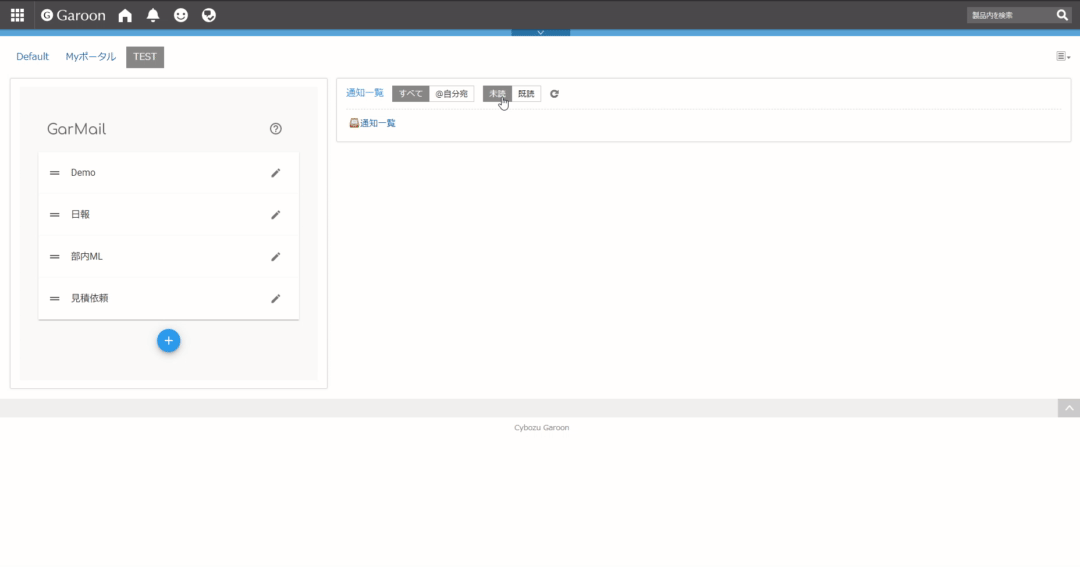 Garoon
製品内を検索
Default Myポータル TEST
通知一覧 すべて @自分宛 未読 既読
通知一覧
GarMail
Demo
日報
部内ML
見積依頼
Cybozu Garoon